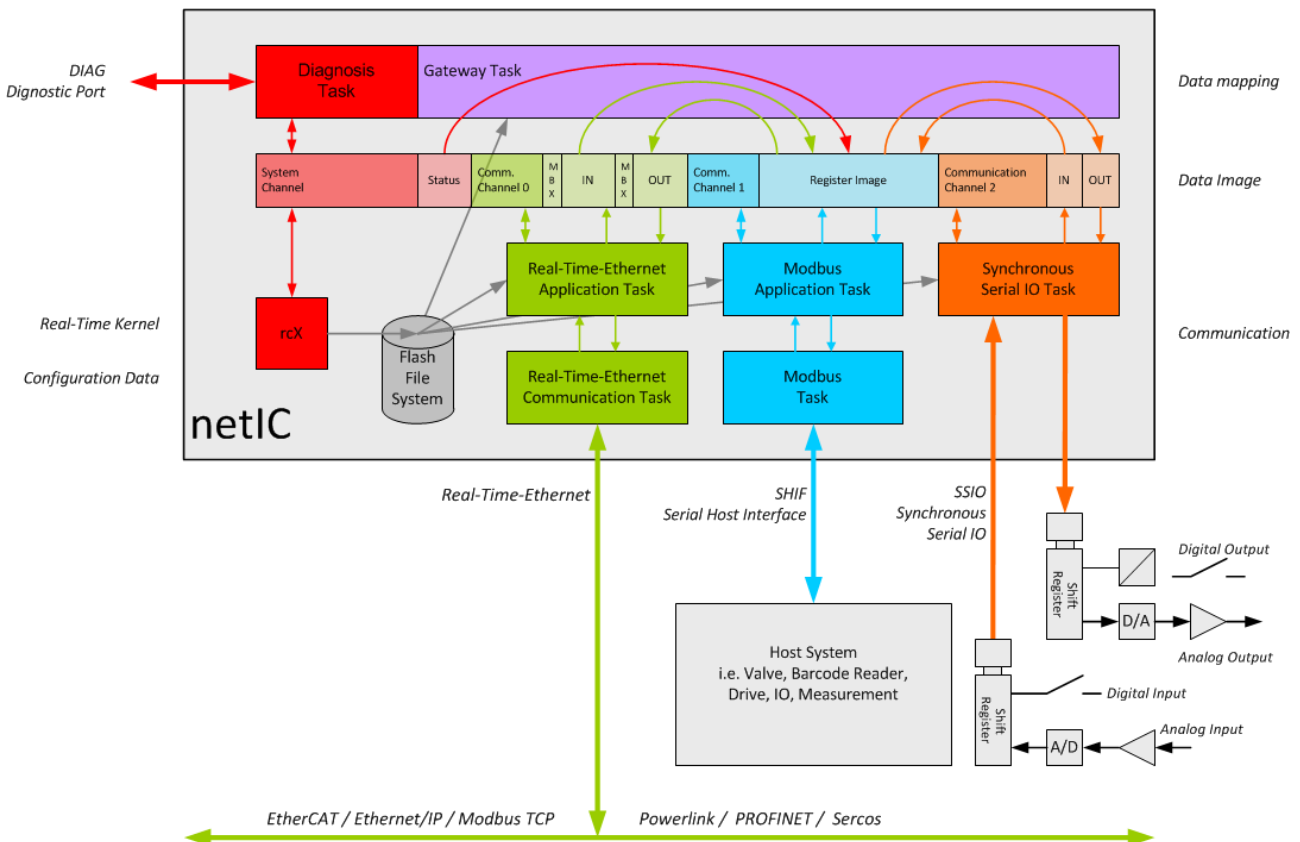 DIAG
Dignostic Port
Diagnosis
Task
Gateway Task
Data mapping
System
Channel
Status
Comm.
Channel 0
M
B
X
IN
M
B
X
OUT
Comm.
Channel 1
Register Image
Communication
Channel 2
IN
OUT
Data Image
Real-Time-Ethernet
Application Task
Modbus
Application Task
Synchronous
Serial IO Task
Real-Time Kernel
rcX
Communication
Configuration Data
Flash
File
System
Real-Time-Ethernet
Communication Task
Modbus
Task
netIC
Real-Time-Ethernet
SHIF
Serial Host Interface
SSIO
Synchronous
Serial IO
Shift
Register
Digital Output
D/A
Analog Output
Host System
i.e. Valve, Barcode Reader,
Drive, IO, Measurement
Shift
Register
Digital Input
A/D
Analog Input
EtherCAT / Ethernet/IP / Modbus TCP
Powerlink / PROFINET / Sercos